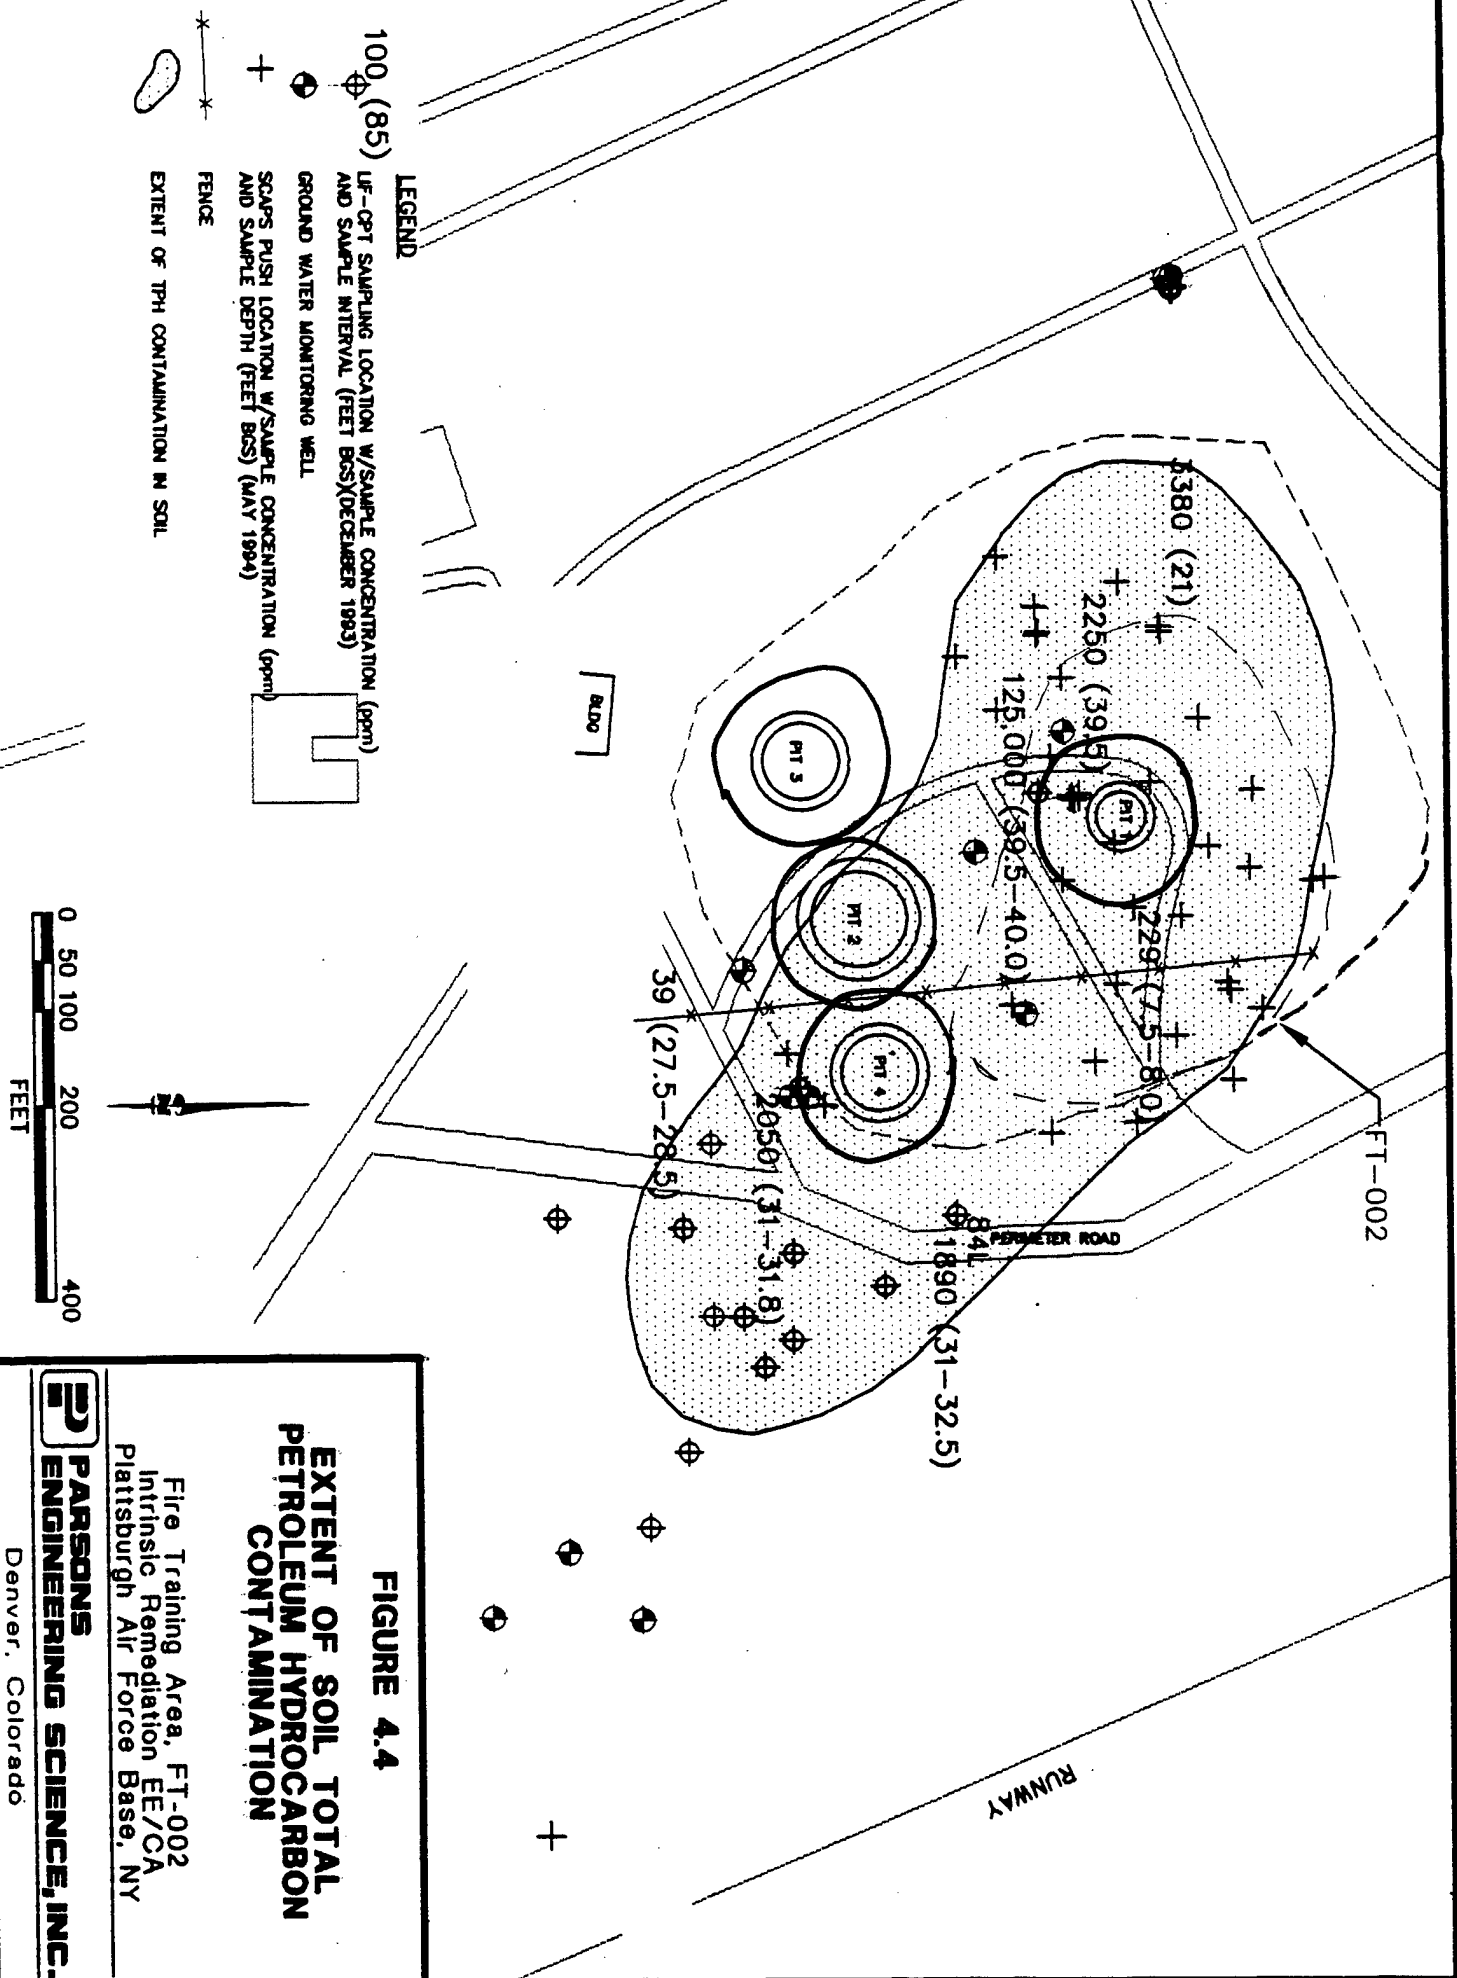 FT-002
3380 (21)
2250 (39.5)
125,000 (39.5-40.0)
229 (7.5-8.0)
39 (27.5-28.5)
2050 (31-31.8)
84L
1890 (31-32.5)
PIT 1
PIT 2
PIT 3
PIT 4
BLDG
PERIMETER ROAD
RUNWAY
LEGEND
100 (85)
LIF-CPT SAMPLING LOCATION W/SAMPLE CONCENTRATION (ppm)
AND SAMPLE INTERVAL (FEET BGS)(DECEMBER 1993)
GROUND WATER MONITORING WELL
SCAPS PUSH LOCATION W/SAMPLE CONCENTRATION (ppm)
AND SAMPLE DEPTH (FEET BGS) (MAY 1994)
FENCE
EXTENT OF TPH CONTAMINATION IN SOIL
0 50 100 200 400
FEET
FIGURE 4.4
EXTENT OF SOIL TOTAL
PETROLEUM HYDROCARBON
CONTAMINATION
Fire Training Area, FT-002
Intrinsic Remediation EE/CA
Plattsburgh Air Force Base, NY
PARSONS
ENGINEERING SCIENCE, INC.
Denver, Colorado